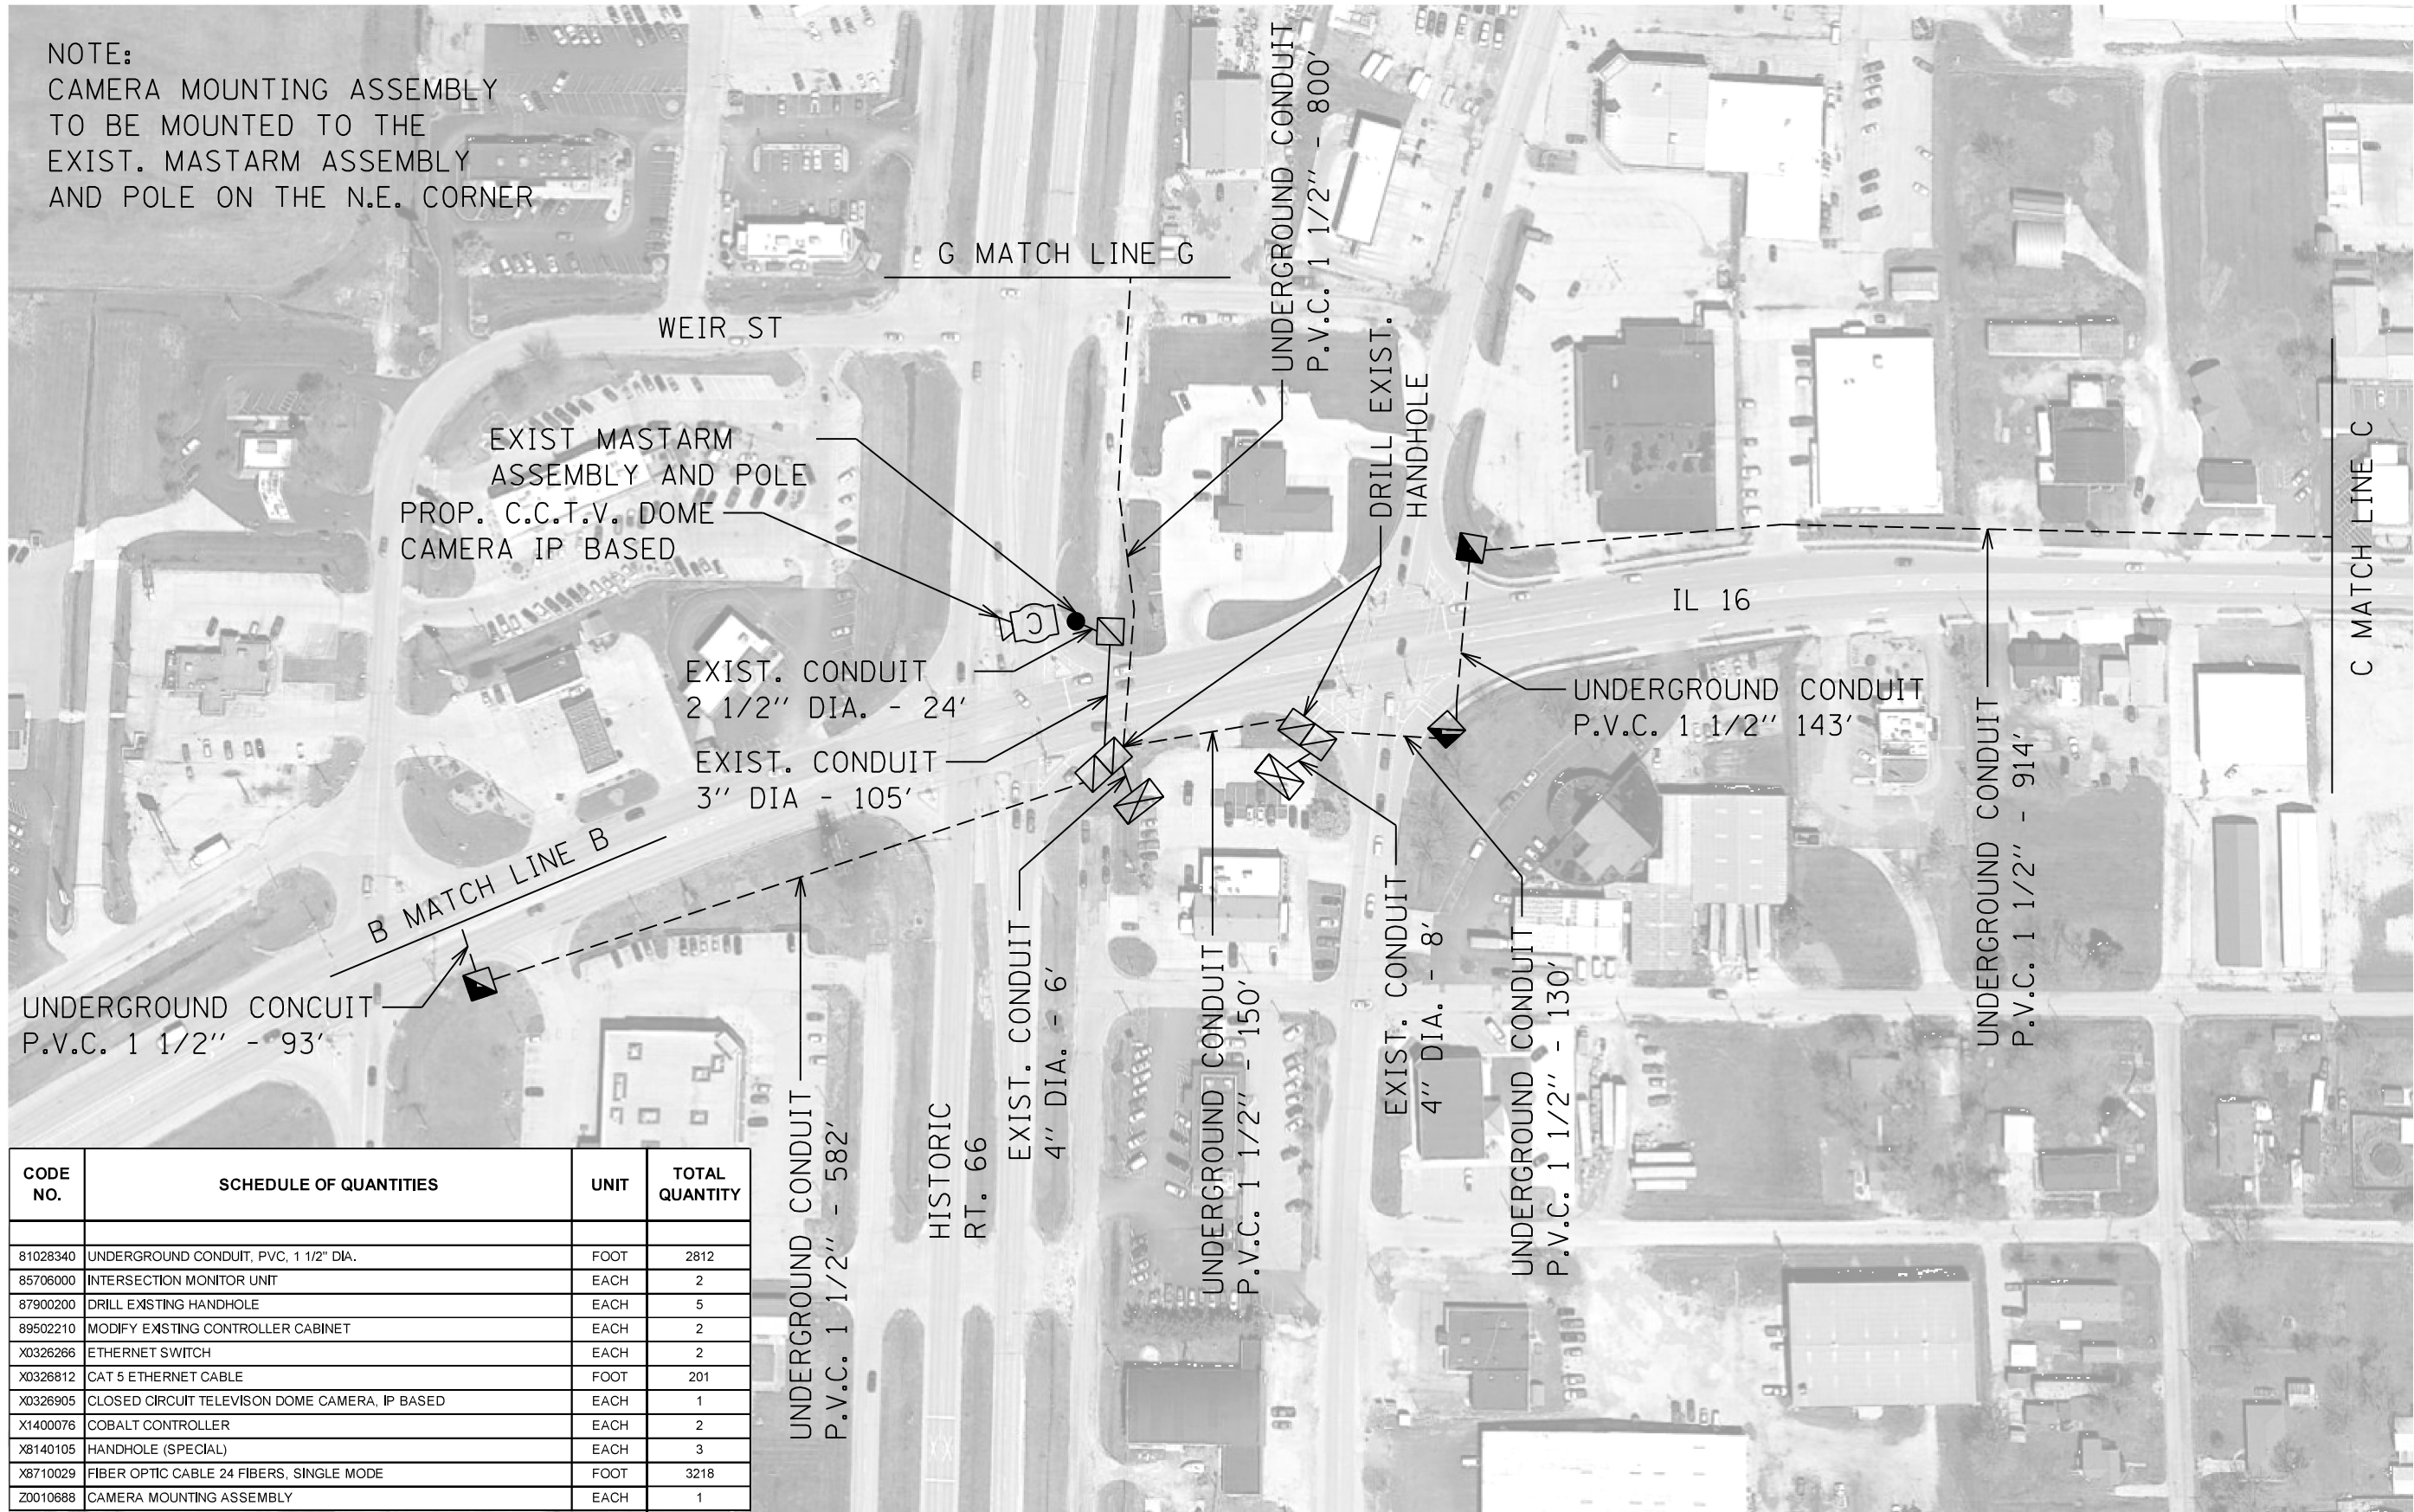 NOTE:
CAMERA MOUNTING ASSEMBLY
TO BE MOUNTED TO THE
EXIST. MASTARM ASSEMBLY
AND POLE ON THE N.E. CORNER
G MATCH LINE G
WEIR ST
UNDERGROUND CONDUIT
P.V.C. 1 1/2'' - 800'
DRILL EXIST.
HANDHOLE
EXIST MASTARM
ASSEMBLY AND POLE
PROP. C.C.T.V. DOME
CAMERA IP BASED
C
EXIST. CONDUIT
2 1/2'' DIA. - 24'
EXIST. CONDUIT
3'' DIA - 105'
IL 16
UNDERGROUND CONDUIT
P.V.C. 1 1/2'' 143'
C MATCH LINE C
B MATCH LINE B
UNDERGROUND CONCUIT
P.V.C. 1 1/2'' - 93'
UNDERGROUND CONDUIT
P.V.C. 1 1/2'' - 582'
HISTORIC
RT. 66
EXIST. CONDUIT
4'' DIA. - 6'
UNDERGROUND CONDUIT
P.V.C. 1 1/2'' - 150'
EXIST. CONDUIT
4'' DIA. - 8'
UNDERGROUND CONDUIT
P.V.C. 1 1/2'' - 130'
UNDERGROUND CONDUIT
P.V.C. 1 1/2'' - 914'
CODE NO. SCHEDULE OF QUANTITIES UNIT TOTAL QUANTITY
81028340 UNDERGROUND CONDUIT, PVC, 1 1/2" DIA. FOOT 2812
85706000 INTERSECTION MONITOR UNIT EACH 2
87900200 DRILL EXISTING HANDHOLE EACH 5
89502210 MODIFY EXISTING CONTROLLER CABINET EACH 2
X0326266 ETHERNET SWITCH EACH 2
X0326812 CAT 5 ETHERNET CABLE FOOT 201
X0326905 CLOSED CIRCUIT TELEVISON DOME CAMERA, IP BASED EACH 1
X1400076 COBALT CONTROLLER EACH 2
X8140105 HANDHOLE (SPECIAL) EACH 3
X8710029 FIBER OPTIC CABLE 24 FIBERS, SINGLE MODE FOOT 3218
Z0010688 CAMERA MOUNTING ASSEMBLY EACH 1